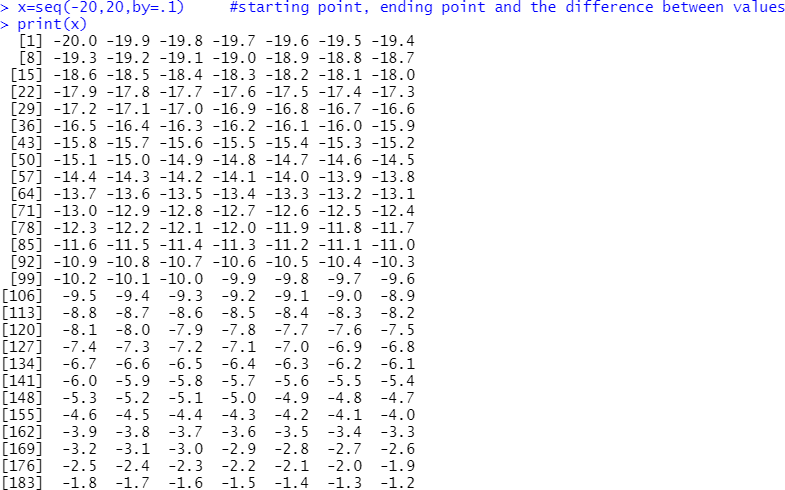 > x=seq(-20,20,by=.1)     #starting point, ending point and the difference between values
> print(x)
  [1] -20.0 -19.9 -19.8 -19.7 -19.6 -19.5 -19.4
  [8] -19.3 -19.2 -19.1 -19.0 -18.9 -18.8 -18.7
 [15] -18.6 -18.5 -18.4 -18.3 -18.2 -18.1 -18.0
 [22] -17.9 -17.8 -17.7 -17.6 -17.5 -17.4 -17.3
 [29] -17.2 -17.1 -17.0 -16.9 -16.8 -16.7 -16.6
 [36] -16.5 -16.4 -16.3 -16.2 -16.1 -16.0 -15.9
 [43] -15.8 -15.7 -15.6 -15.5 -15.4 -15.3 -15.2
 [50] -15.1 -15.0 -14.9 -14.8 -14.7 -14.6 -14.5
 [57] -14.4 -14.3 -14.2 -14.1 -14.0 -13.9 -13.8
 [64] -13.7 -13.6 -13.5 -13.4 -13.3 -13.2 -13.1
 [71] -13.0 -12.9 -12.8 -12.7 -12.6 -12.5 -12.4
 [78] -12.3 -12.2 -12.1 -12.0 -11.9 -11.8 -11.7
 [85] -11.6 -11.5 -11.4 -11.3 -11.2 -11.1 -11.0
 [92] -10.9 -10.8 -10.7 -10.6 -10.5 -10.4 -10.3
 [99] -10.2 -10.1 -10.0  -9.9  -9.8  -9.7  -9.6
[106]  -9.5  -9.4  -9.3  -9.2  -9.1  -9.0  -8.9
[113]  -8.8  -8.7  -8.6  -8.5  -8.4  -8.3  -8.2
[120]  -8.1  -8.0  -7.9  -7.8  -7.7  -7.6  -7.5
[127]  -7.4  -7.3  -7.2  -7.1  -7.0  -6.9  -6.8
[134]  -6.7  -6.6  -6.5  -6.4  -6.3  -6.2  -6.1
[141]  -6.0  -5.9  -5.8  -5.7  -5.6  -5.5  -5.4
[148]  -5.3  -5.2  -5.1  -5.0  -4.9  -4.8  -4.7
[155]  -4.6  -4.5  -4.4  -4.3  -4.2  -4.1  -4.0
[162]  -3.9  -3.8  -3.7  -3.6  -3.5  -3.4  -3.3
[169]  -3.2  -3.1  -3.0  -2.9  -2.8  -2.7  -2.6
[176]  -2.5  -2.4  -2.3  -2.2  -2.1  -2.0  -1.9
[183]  -1.8  -1.7  -1.6  -1.5  -1.4  -1.3  -1.2